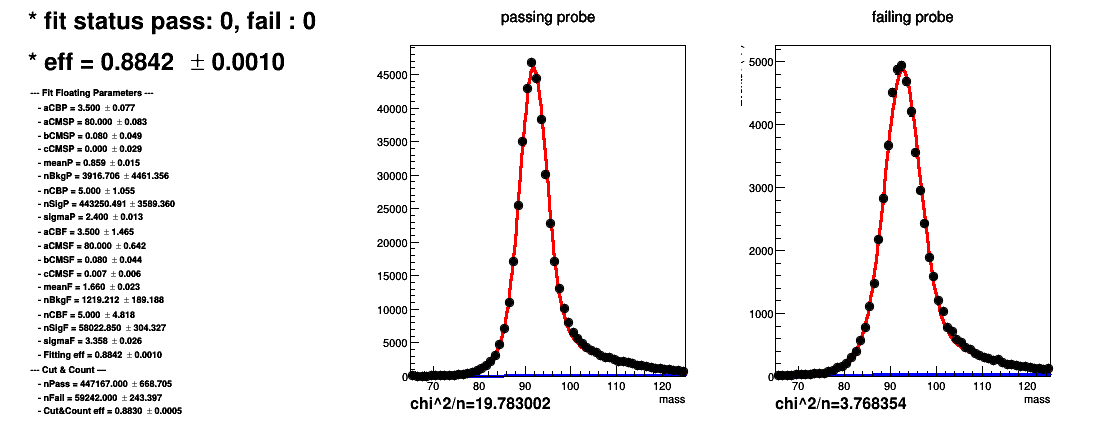 * fit status pass: 0, fail : 0
* eff = 0.8842 ± 0.0010
--- Fit Floating Parameters ---
- aCBP = 3.500 ± 0.077
- aCMSP = 80.000 ± 0.083
- bCMSP = 0.080 ± 0.049
- cCMSP = 0.000 ± 0.029
- meanP = 0.859 ± 0.015
- nBkgP = 3916.706 ± 4461.356
- nCBP = 5.000 ± 1.055
- nSigP = 443250.491 ± 3589.360
- sigmaP = 2.400 ± 0.013
- aCBF = 3.500 ± 1.465
- aCMSF = 80.000 ± 0.642
- bCMSF = 0.080 ± 0.044
- cCMSF = 0.007 ± 0.006
- meanF = 1.660 ± 0.023
- nBkgF = 1219.212 ± 189.188
- nCBF = 5.000 ± 4.818
- nSigF = 58022.850 ± 304.327
- sigmaF = 3.358 ± 0.026
- Fitting eff = 0.8842 ± 0.0010
--- Cut & Count ---
- nPass = 447167.000 ± 668.705
- nFail = 59242.000 ± 243.397
- Cut&Count eff = 0.8830 ± 0.0005
passing probe
45000
40000
35000
30000
25000
20000
15000
10000
5000
0
70 80 90 100 110 120
mass
chi^2/n=19.783002
failing probe
5000
4000
3000
2000
1000
0
70 80 90 100 110 120
mass
chi^2/n=3.768354